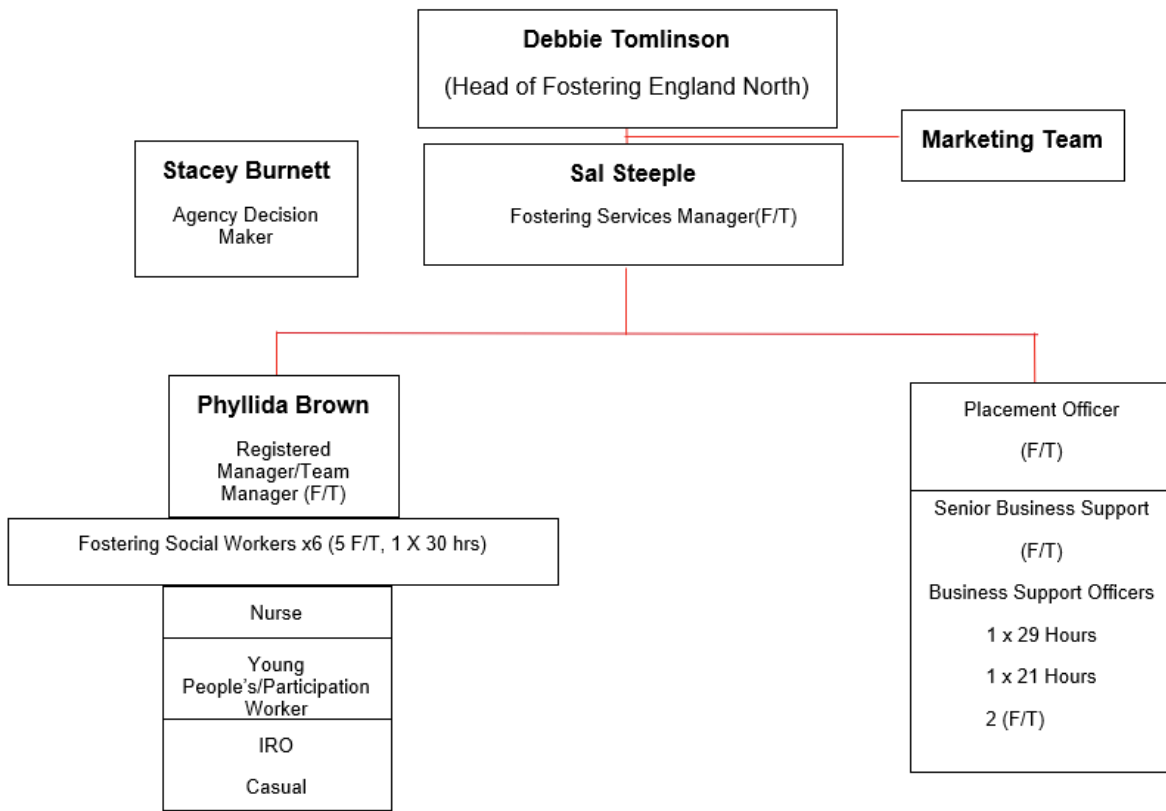 Debbie Tomlinson
(Head of Fostering England North)
Marketing Team
Stacey Burnett
Agency Decision
Maker
Sal Steeple
Fostering Services Manager(F/T)
Phyllida Brown
Registered
Manager/Team
Manager (F/T)
Fostering Social Workers x6 (5 F/T, 1 X 30 hrs)
Nurse
Young
People’s/Participation
Worker
IRO
Casual
Placement Officer
(F/T)
Senior Business Support
(F/T)
Business Support Officers
1 x 29 Hours
1 x 21 Hours
2 (F/T)